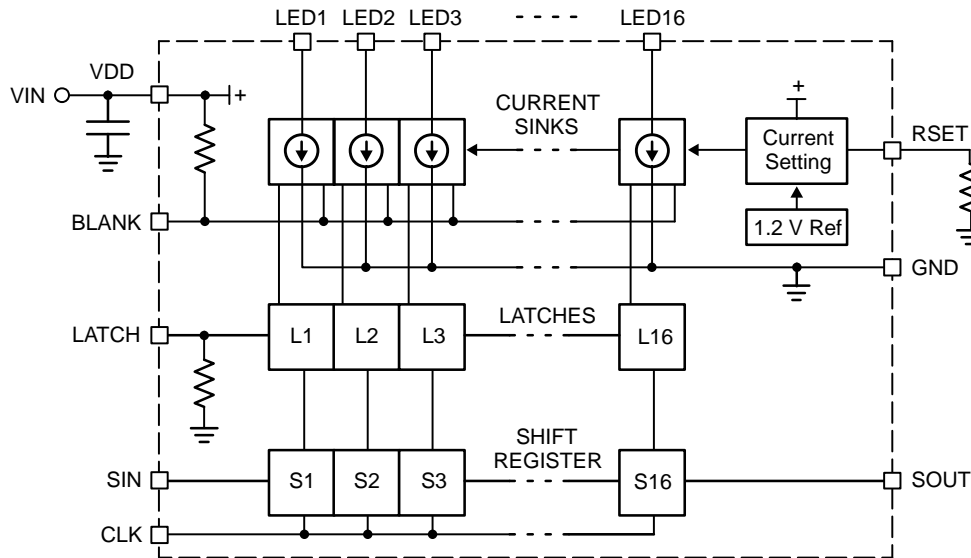 LED1 LED2 LED3 LED16
VDD
VIN
+
+
CURRENT
SINKS
Current
Setting
RSET
BLANK
1.2 V Ref
GND
LATCH
L1 L2 L3
LATCHES
L16
SIN
S1 S2 S3
SHIFT
REGISTER
S16
SOUT
CLK